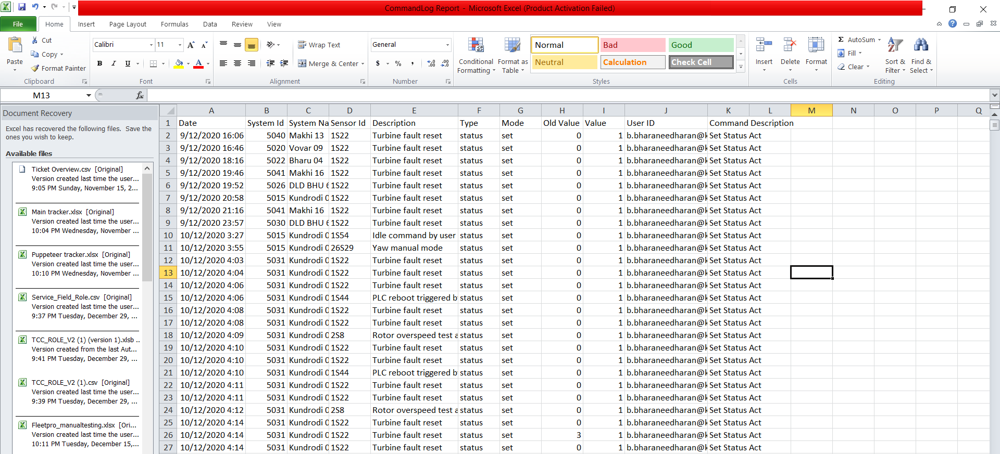 CommandLog Report - Microsoft Excel (Product Activation Failed)
File Home Insert Page Layout Formulas Data Review View
Paste
Cut
Copy
Format Painter
Clipboard
Calibri 11
B I U
Font
Wrap Text
Merge & Center
Alignment
General
$ % ,
Number
Conditional Formatting
Format as Table
Normal Bad Good
Neutral Calculation Check Cell
Styles
Insert Delete Format
Cells
Σ AutoSum
Fill
Clear
Sort & Filter
Find & Select
Editing
M13 fx
Document Recovery
Excel has recovered the following files. Save the
ones you wish to keep.
Available files
Ticket Overview.csv [Original]
Version created last time the user...
9:05 PM Sunday, November 15, 2...
Main tracker.xlsx [Original]
Version created last time the user...
10:04 PM Wednesday, November ...
Puppeteer tracker.xlsx [Original]
Version created last time the user...
10:10 PM Wednesday, November ...
Service_Field_Role.csv [Original]
Version created last time the user...
9:37 PM Tuesday, December 29, ...
TCC_ROLE_V2 (1) (version 1).xlsb ..
Version created from the last Aut...
9:41 PM Tuesday, December 29, ...
TCC_ROLE_V2 (1).csv [Original]
Version created last time the user...
9:39 PM Tuesday, December 29, ...
Fleetpro_manualtesting.xlsx [Ori...
Version created last time the user...
10:11 PM Tuesday, December 15,...
A B C D E F G H I J K L M N O P Q
1 Date System Id System Na Sensor Id Description Type Mode Old Value Value User ID Command Description
2 9/12/2020 16:06 5040 Makhi 13 1S22 Turbine fault reset status set 0 1 b.bharaneedharan@k Set Status Act
3 9/12/2020 16:46 5020 Vovar 09 1S22 Turbine fault reset status set 0 1 b.bharaneedharan@k Set Status Act
4 9/12/2020 18:16 5022 Bharu 04 1S22 Turbine fault reset status set 0 1 b.bharaneedharan@k Set Status Act
5 9/12/2020 19:46 5041 Makhi 16 1S22 Turbine fault reset status set 0 1 b.bharaneedharan@k Set Status Act
6 9/12/2020 19:52 5026 DLD BHU 6 1S22 Turbine fault reset status set 0 1 b.bharaneedharan@k Set Status Act
7 9/12/2020 20:58 5015 Kundrodi 0 1S22 Turbine fault reset status set 0 1 b.bharaneedharan@k Set Status Act
8 9/12/2020 21:16 5041 Makhi 16 1S22 Turbine fault reset status set 0 1 b.bharaneedharan@k Set Status Act
9 9/12/2020 23:57 5030 DLD BHU 6 1S22 Turbine fault reset status set 0 1 b.bharaneedharan@k Set Status Act
10 10/12/2020 3:27 5015 Kundrodi 0 1S54 Idle command by user status set 0 1 b.bharaneedharan@k Set Status Act
11 10/12/2020 3:55 5015 Kundrodi 0 26S29 Yaw manual mode status set 0 1 b.bharaneedharan@k Set Status Act
12 10/12/2020 4:03 5031 Kundrodi 0 1S22 Turbine fault reset status set 0 1 b.bharaneedharan@k Set Status Act
13 10/12/2020 4:04 5031 Kundrodi 0 1S22 Turbine fault reset status set 0 1 b.bharaneedharan@k Set Status Act
14 10/12/2020 4:06 5031 Kundrodi 0 1S22 Turbine fault reset status set 0 1 b.bharaneedharan@k Set Status Act
15 10/12/2020 4:06 5031 Kundrodi 0 1S44 PLC reboot triggered b status set 0 1 b.bharaneedharan@k Set Status Act
16 10/12/2020 4:08 5031 Kundrodi 0 1S22 Turbine fault reset status set 0 1 b.bharaneedharan@k Set Status Act
17 10/12/2020 4:08 5031 Kundrodi 0 1S22 Turbine fault reset status set 0 1 b.bharaneedharan@k Set Status Act
18 10/12/2020 4:09 5031 Kundrodi 0 2S8 Rotor overspeed test a status set 0 1 b.bharaneedharan@k Set Status Act
19 10/12/2020 4:10 5031 Kundrodi 0 1S22 Turbine fault reset status set 0 1 b.bharaneedharan@k Set Status Act
20 10/12/2020 4:10 5031 Kundrodi 0 1S22 Turbine fault reset status set 0 1 b.bharaneedharan@k Set Status Act
21 10/12/2020 4:10 5031 Kundrodi 0 1S44 PLC reboot triggered b status set 0 1 b.bharaneedharan@k Set Status Act
22 10/12/2020 4:11 5031 Kundrodi 0 1S22 Turbine fault reset status set 0 1 b.bharaneedharan@k Set Status Act
23 10/12/2020 4:11 5031 Kundrodi 0 1S22 Turbine fault reset status set 0 1 b.bharaneedharan@k Set Status Act
24 10/12/2020 4:12 5031 Kundrodi 0 2S8 Rotor overspeed test a status set 0 1 b.bharaneedharan@k Set Status Act
25 10/12/2020 4:14 5031 Kundrodi 0 1S22 Turbine fault reset status set 0 1 b.bharaneedharan@k Set Status Act
26 10/12/2020 4:14 5031 Kundrodi 0 1S22 Turbine fault reset status set 3 1 b.bharaneedharan@k Set Status Act
27 10/12/2020 4:14 5031 Kundrodi 0 1S22 Turbine fault reset status set 0 1 b.bharaneedharan@k Set Status Act